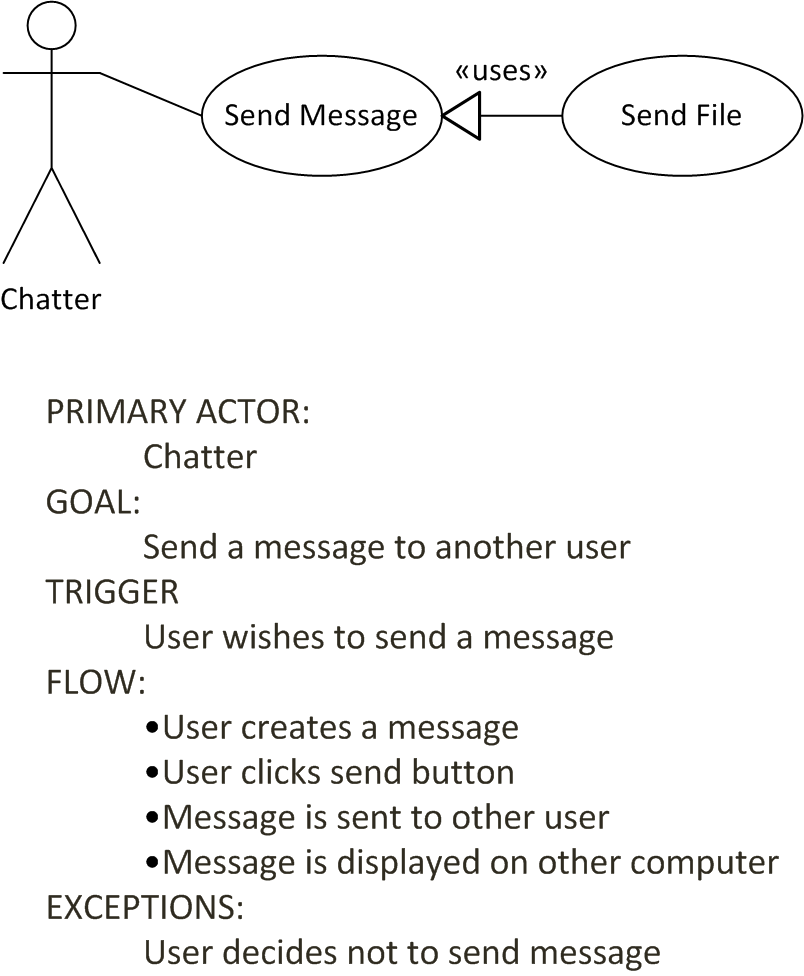 «uses»
Send Message
Send File
Chatter
PRIMARY ACTOR:
Chatter
GOAL:
Send a message to another user
TRIGGER
User wishes to send a message
FLOW:
•User creates a message
•User clicks send button
•Message is sent to other user
•Message is displayed on other computer
EXCEPTIONS:
User decides not to send message